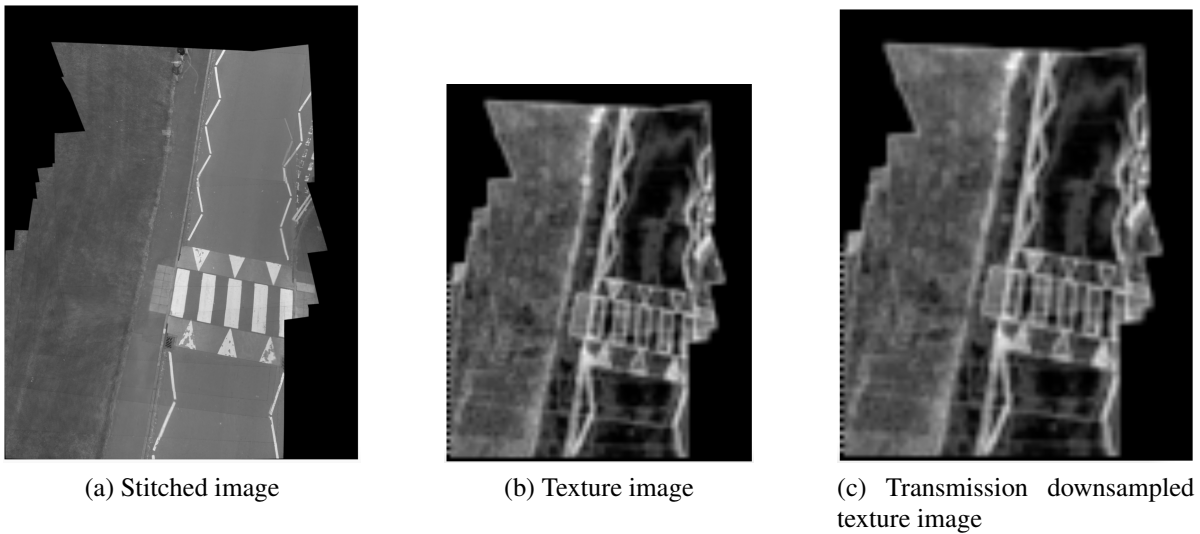 (a) Stitched image
(b) Texture image
(c) Transmission downsampled
texture image